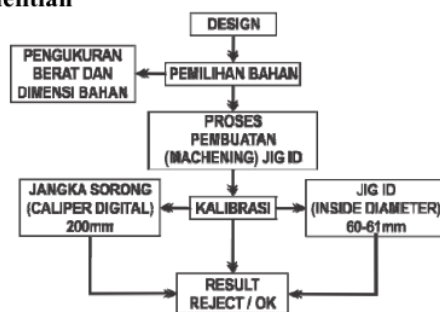 DESIGN
PENGUKURAN
BERAT DAN
DIMENSI BAHAN
PEMILIHAN BAHAN
PROSES
PEMBUATAN
(MACHENING) JIG ID
JANGKA SORONG
(CALIPER DIGITAL)
200mm
KALIBRASI
JIG ID
(INSIDE DIAMETER)
60-61mm
RESULT
REJECT / OK